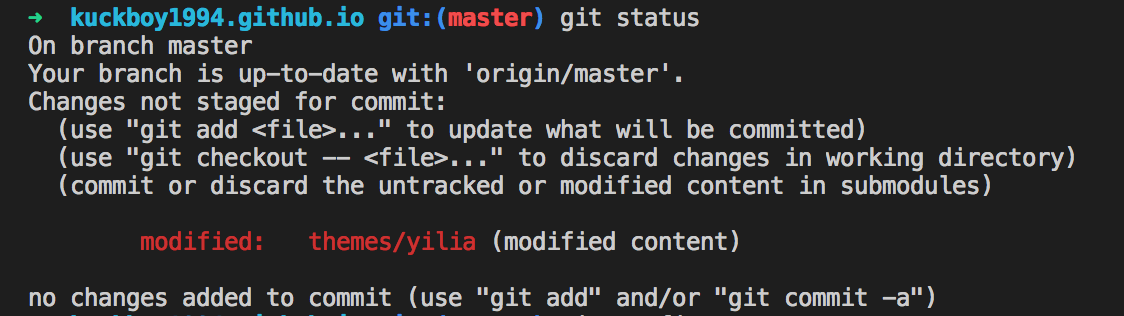 ➜ kuckboy1994.github.io git:(master) git status
On branch master
Your branch is up-to-date with 'origin/master'.
Changes not staged for commit:
(use "git add <file>..." to update what will be committed)
(use "git checkout -- <file>..." to discard changes in working directory)
(commit or discard the untracked or modified content in submodules)
modified: themes/yilia (modified content)
no changes added to commit (use "git add" and/or "git commit -a")